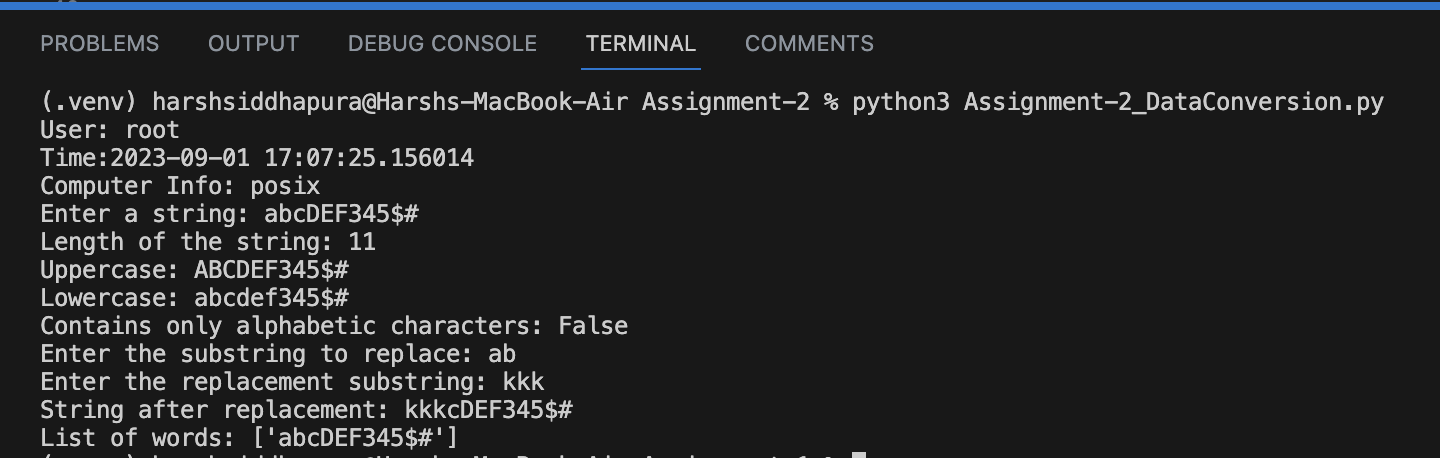 PROBLEMS OUTPUT DEBUG CONSOLE TERMINAL COMMENTS
(.venv) harshsiddhapura@Harshs-MacBook-Air Assignment-2 % python3 Assignment-2_DataConversion.py
User: root
Time:2023-09-01 17:07:25.156014
Computer Info: posix
Enter a string: abcDEF345$#
Length of the string: 11
Uppercase: ABCDEF345$#
Lowercase: abcdef345$#
Contains only alphabetic characters: False
Enter the substring to replace: ab
Enter the replacement substring: kkk
String after replacement: kkkcDEF345$#
List of words: ['abcDEF345$#']